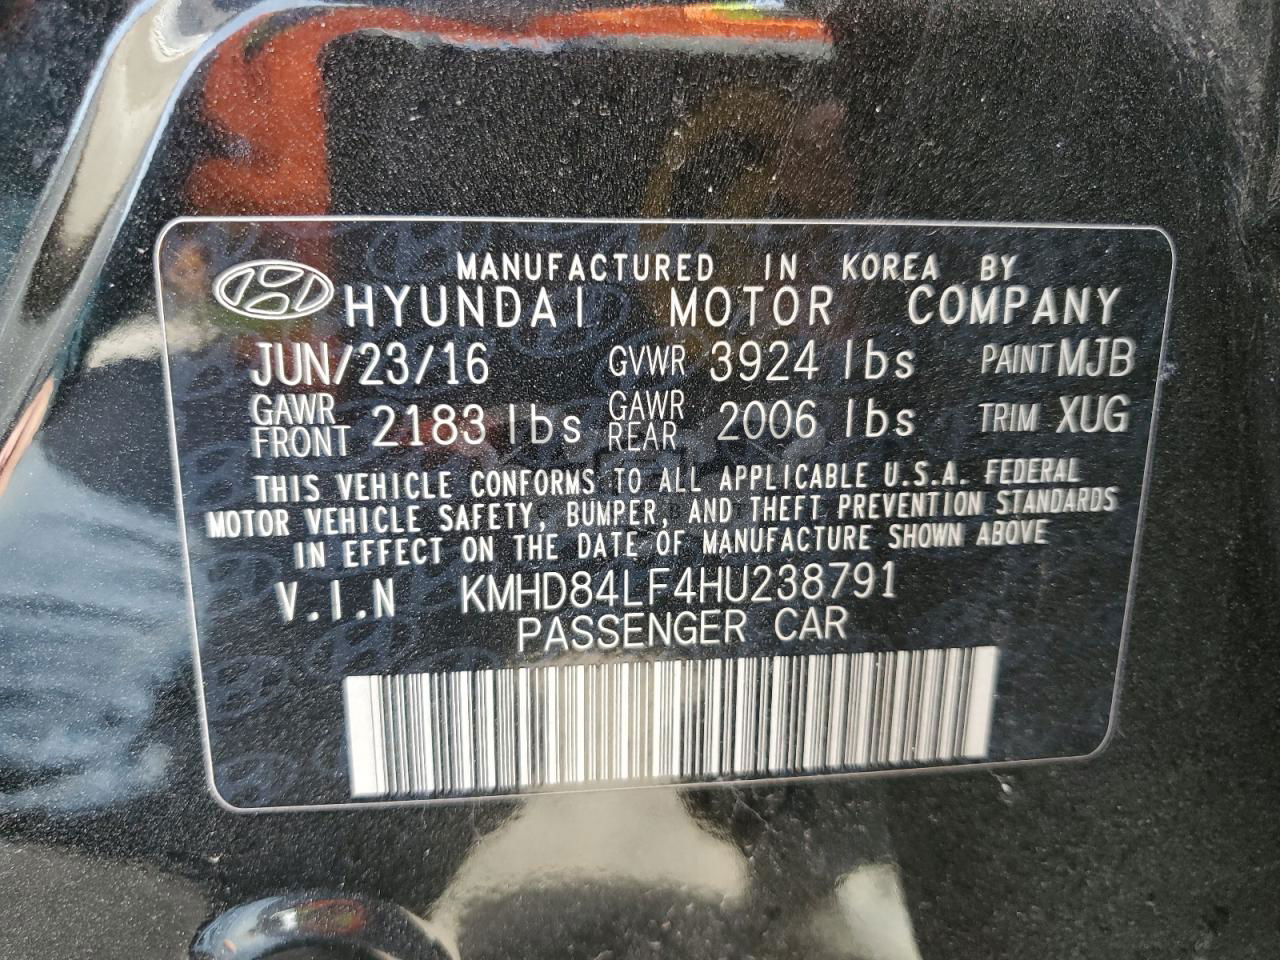 MANUFACTURED IN KOREA BY
HYUNDAI MOTOR COMPANY
JUN/23/16 GVWR 3924 lbs PAINT MJB
GAWR FRONT 2183 lbs GAWR REAR 2006 lbs TRIM XUG
THIS VEHICLE CONFORMS TO ALL APPLICABLE U.S.A. FEDERAL
MOTOR VEHICLE SAFETY, BUMPER, AND THEFT PREVENTION STANDARDS
IN EFFECT ON THE DATE OF MANUFACTURE SHOWN ABOVE
V.I.N KMHD84LF4HU238791
PASSENGER CAR